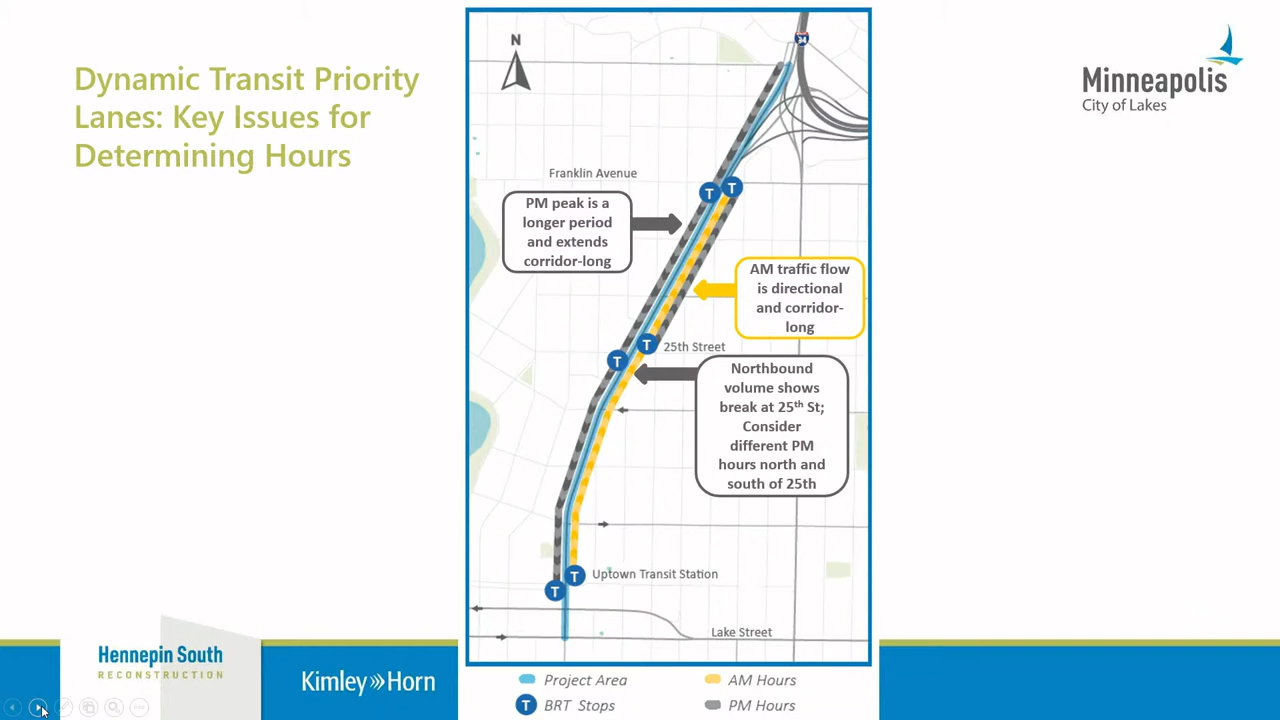 Dynamic Transit Priority
Lanes: Key Issues for
Determining Hours
N
94
Minneapolis
City of Lakes
Franklin Avenue
T T
PM peak is a
longer period
and extends
corridor-long
AM traffic flow
is directional
and corridor-
long
T T
25th Street
Northbound
volume shows
break at 25th St;
Consider
different PM
hours north and
south of 25th
T T
Uptown Transit Station
Lake Street
Hennepin South
RECONSTRUCTION
Kimley»Horn
Project Area
AM Hours
T BRT Stops
PM Hours